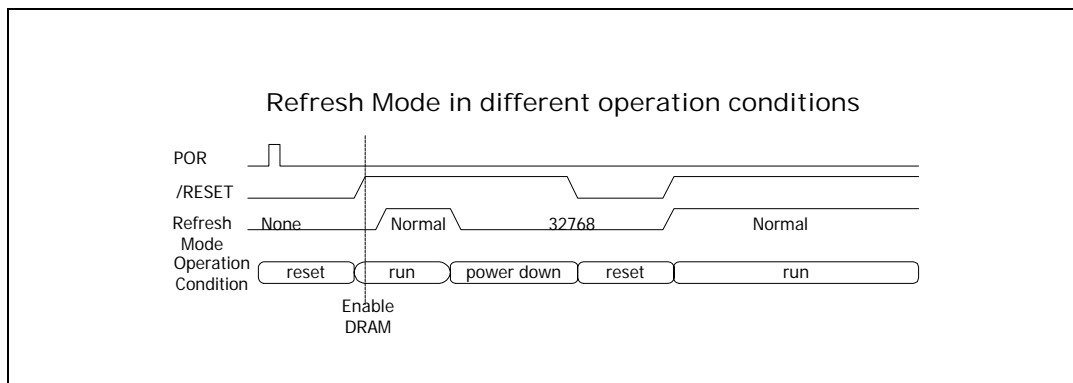 Refresh Mode in different operation conditions
POR
/RESET
Refresh Mode
None
Normal
32768
Normal
Operation Condition
reset
run
power down
reset
run
Enable
DRAM